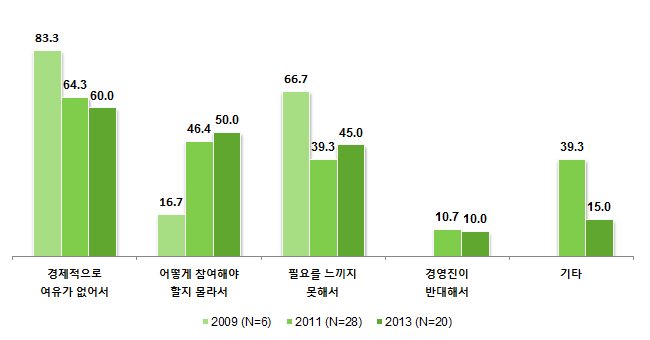 83.3
64.3
60.0
16.7
46.4
50.0
66.7
39.3
45.0
10.7
10.0
39.3
15.0
경제적으로
여유가 없어서
어떻게 참여해야
할지 몰라서
필요를 느끼지
못해서
경영진이
반대해서
기타
2009 (N=6)
2011 (N=28)
2013 (N=20)